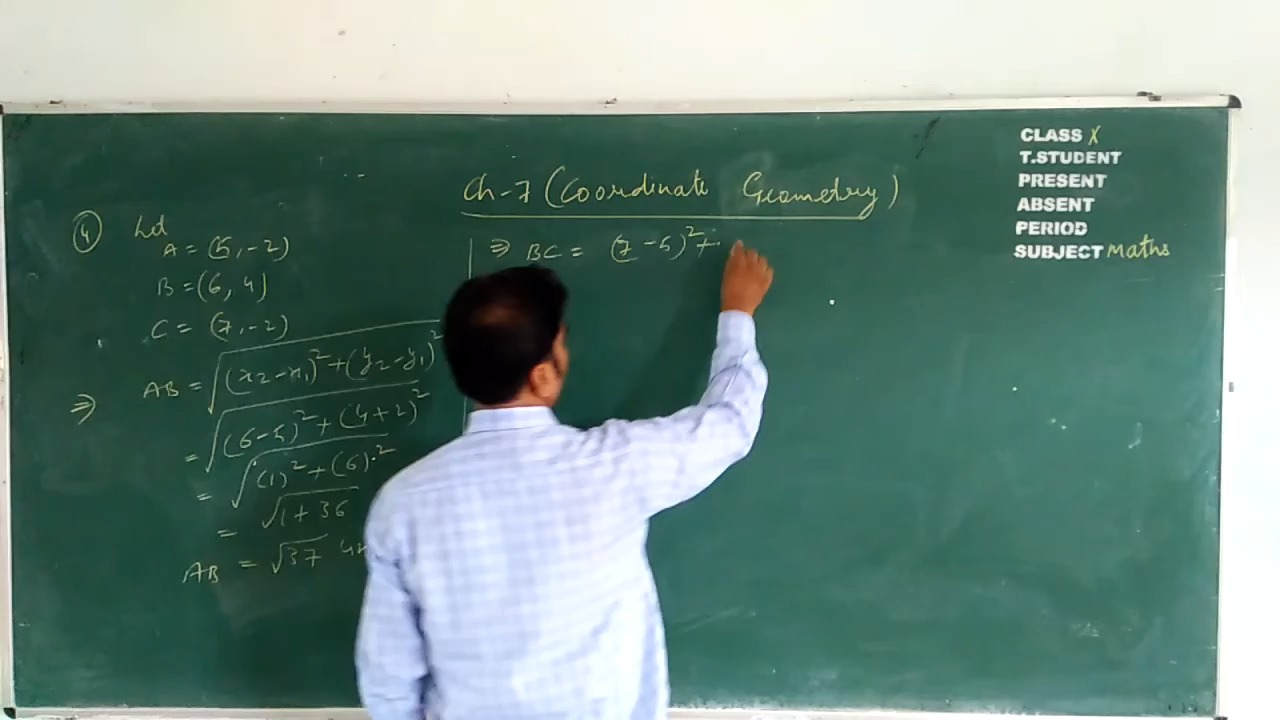 CLASS X
T.STUDENT
PRESENT
ABSENT
PERIOD
SUBJECT Maths
Ch-7 (Coordinate Geometry)
④ Let
A = (5, -2)
B = (6, 4)
C = (7, -2)
⇒ AB = √(x₂-x₁)²+(y₂-y₁)²
= √(6-5)²+(4+2)²
= √(1)²+(6)²
= √1+36
AB = √37
⇒ BC = (7-5)²+